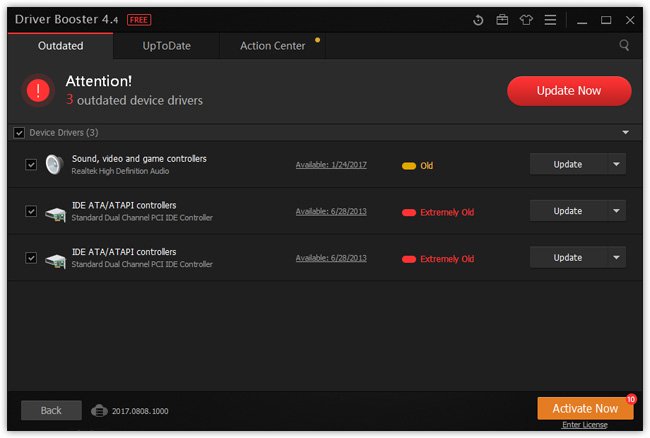 Driver Booster 4.4 FREE
Outdated UpToDate Action Center
Attention!
3 outdated device drivers
Update Now
Device Drivers (3)
Sound, video and game controllers
Realtek High Definition Audio
Available: 1/24/2017
Old
Update
IDE ATA/ATAPI controllers
Standard Dual Channel PCI IDE Controller
Available: 6/28/2013
Extremely Old
Update
IDE ATA/ATAPI controllers
Standard Dual Channel PCI IDE Controller
Available: 6/28/2013
Extremely Old
Update
Back
2017.0808.1000
10
Activate Now
Enter License